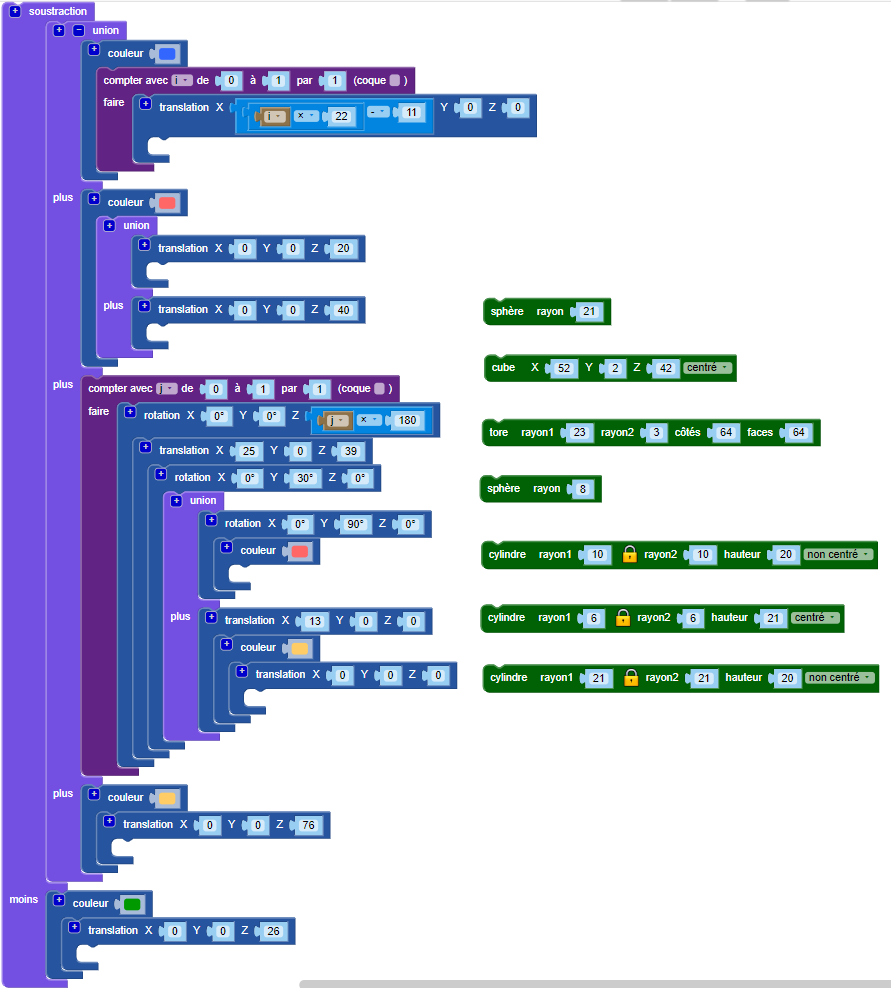 soustraction
union
couleur
compter avec i de 0 à 1 par 1 (coque )
faire translation X i × 22 - 11 Y 0 Z 0
plus couleur
union
translation X 0 Y 0 Z 20
plus translation X 0 Y 0 Z 40
sphère rayon 21
cube X 52 Y 2 Z 42 centré
plus compter avec j de 0 à 1 par 1 (coque )
faire rotation X 0° Y 0° Z j × 180
tore rayon1 23 rayon2 3 côtés 64 faces 64
translation X 25 Y 0 Z 39
rotation X 0° Y 30° Z 0°
sphère rayon 8
union
rotation X 0° Y 90° Z 0°
couleur
cylindre rayon1 10 rayon2 10 hauteur 20 non centré
plus translation X 13 Y 0 Z 0
cylindre rayon1 6 rayon2 6 hauteur 21 centré
couleur
translation X 0 Y 0 Z 0
cylindre rayon1 21 rayon2 21 hauteur 20 non centré
plus couleur
translation X 0 Y 0 Z 76
moins couleur
translation X 0 Y 0 Z 26